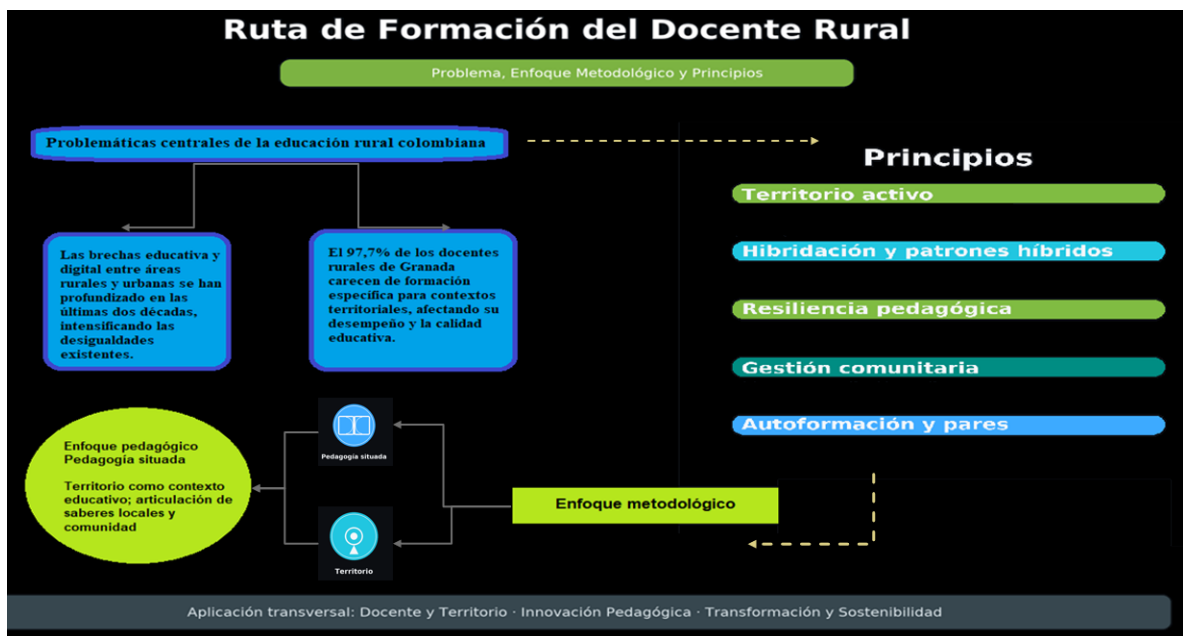 Ruta de Formación del Docente Rural
Problema, Enfoque Metodológico y Principios
Problemáticas centrales de la educación rural colombiana
Las brechas educativa y
digital entre áreas
rurales y urbanas se han
profundizado en las
últimas dos décadas,
intensificando las
desigualdades
existentes.
El 97,7% de los docentes
rurales de Granada
carecen de formación
específica para contextos
territoriales, afectando su
desempeño y la calidad
educativa.
Principios
Territorio activo
Hibridación y patrones híbridos
Resiliencia pedagógica
Gestión comunitaria
Autoformación y pares
Enfoque pedagógico
Pedagogía situada
Territorio como contexto
educativo; articulación de
saberes locales y
comunidad
Pedagogía situada
Territorio
Enfoque metodológico
Aplicación transversal: Docente y Territorio · Innovación Pedagógica · Transformación y Sostenibilidad